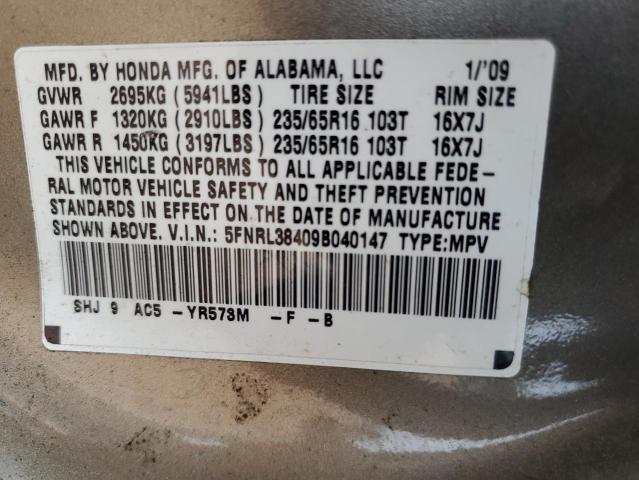 MFD. BY HONDA MFG. OF ALABAMA, LLC 1/'09
GVWR 2695KG (5941LBS) TIRE SIZE RIM SIZE
GAWR F 1320KG (2910LBS) 235/65R16 103T 16X7J
GAWR R 1450KG (3197LBS) 235/65R16 103T 16X7J
THIS VEHICLE CONFORMS TO ALL APPLICABLE FEDE-
RAL MOTOR VEHICLE SAFETY AND THEFT PREVENTION
STANDARDS IN EFFECT ON THE DATE OF MANUFACTURE
SHOWN ABOVE. V.I.N.: 5FNRL38409B040147 TYPE:MPV
SHJ 9 AC5 -YR573M -F -B